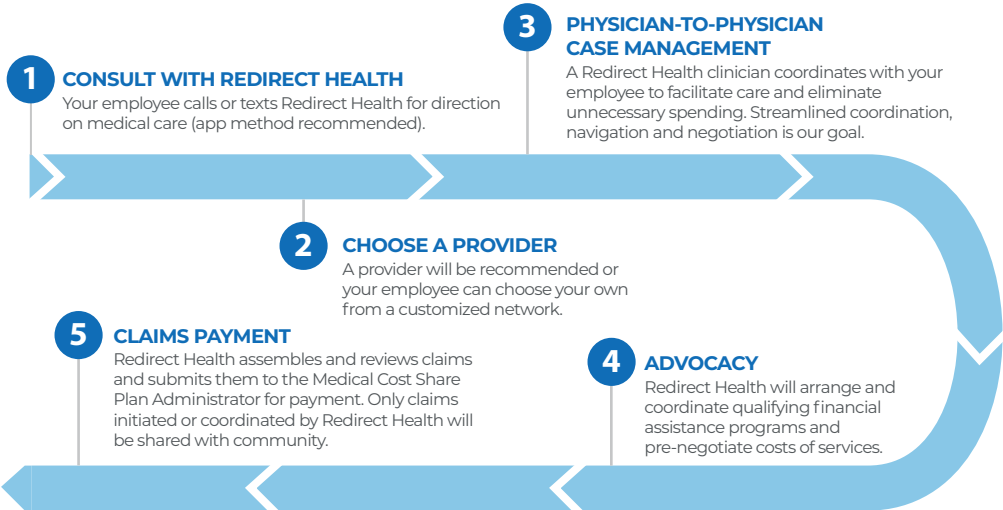 1
CONSULT WITH REDIRECT HEALTH
Your employee calls or texts Redirect Health for direction
on medical care (app method recommended).
2
CHOOSE A PROVIDER
A provider will be recommended or
your employee can choose your own
from a customized network.
3
PHYSICIAN-TO-PHYSICIAN
CASE MANAGEMENT
A Redirect Health clinician coordinates with your
employee to facilitate care and eliminate
unnecessary spending. Streamlined coordination,
navigation and negotiation is our goal.
4
ADVOCACY
Redirect Health will arrange and
coordinate qualifying financial
assistance programs and
pre-negotiate costs of services.
5
CLAIMS PAYMENT
Redirect Health assembles and reviews claims
and submits them to the Medical Cost Share
Plan Administrator for payment. Only claims
initiated or coordinated by Redirect Health will
be shared with community.